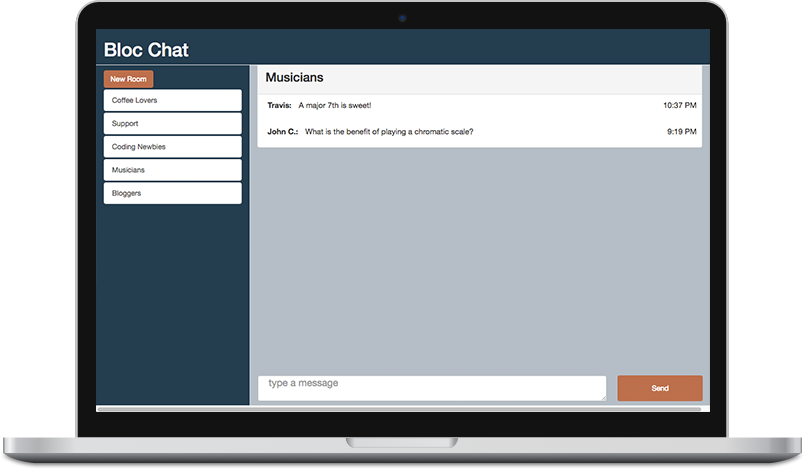 Bloc Chat
New Room
Coffee Lovers
Support
Coding Newbies
Musicians
Bloggers
Musicians
Travis: A major 7th is sweet! 10:37 PM
John C.: What is the benefit of playing a chromatic scale? 9:19 PM
type a message
Send